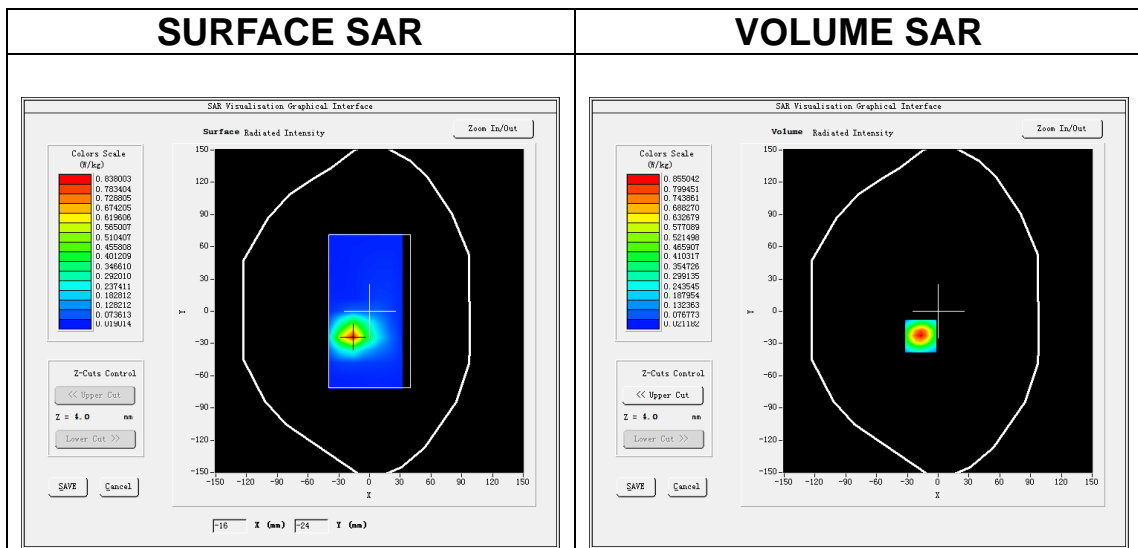 SURFACE SAR
VOLUME SAR
SAR Visualisation Graphical Interface
Surface Radiated Intensity
Zoom In/Out
Colors Scale
(W/kg)
0.838003
0.783404
0.728805
0.674205
0.619606
0.565007
0.510407
0.455808
0.401209
0.346610
0.292010
0.237411
0.182812
0.128212
0.073613
0.019014
150
120
90
60
30
0
-30
-60
-90
-120
-150
Y
-150 -120 -90 -60 -30 0 30 60 90 120 150
X
Z-Cuts Control
<< Upper Cut
Z = 4.0 mm
Lower Cut >>
SAVE Cancel
-16 X (mm) -24 Y (mm)
SAR Visualisation Graphical Interface
Volume Radiated Intensity
Zoom In/Out
Colors Scale
(W/kg)
0.855042
0.799451
0.743861
0.688270
0.632679
0.577089
0.521498
0.465907
0.410317
0.354726
0.299135
0.243545
0.187954
0.132363
0.076773
0.021182
150
120
90
60
30
0
-30
-60
-90
-120
-150
Y
-150 -120 -90 -60 -30 0 30 60 90 120 150
X
Z-Cuts Control
<< Upper Cut
Z = 4.0 mm
Lower Cut >>
SAVE Cancel